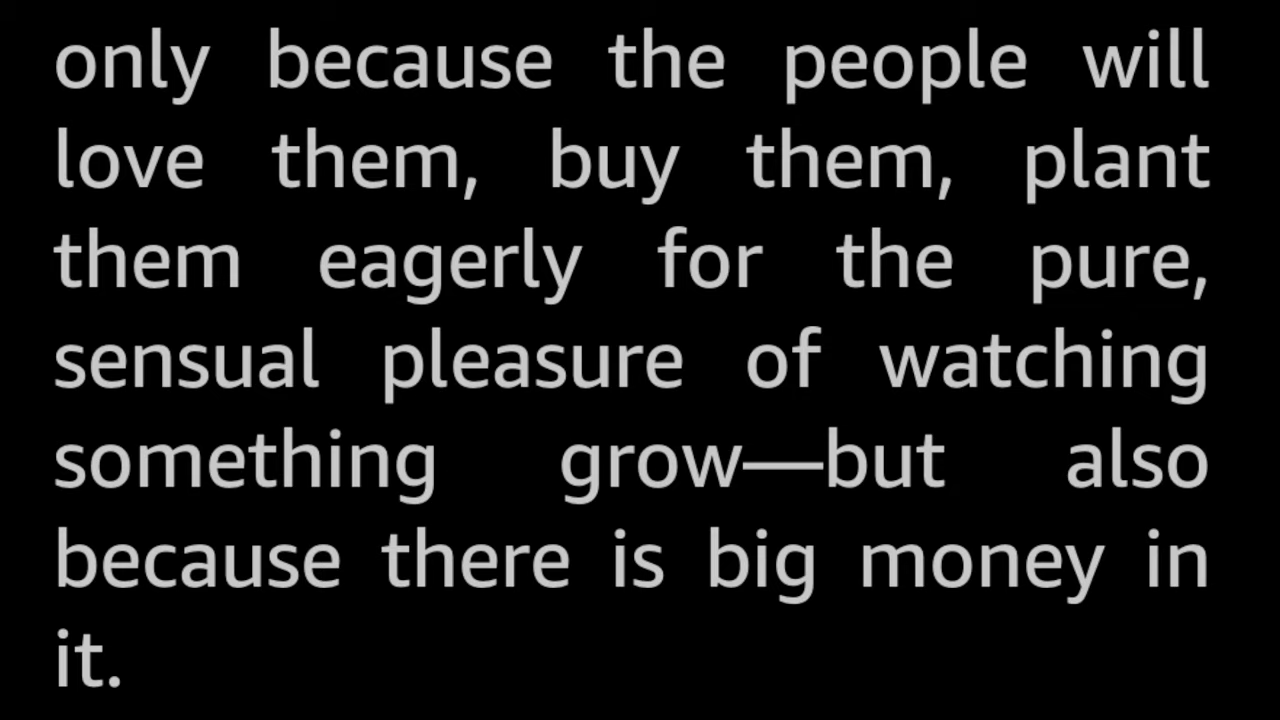 only because the people will
love them, buy them, plant
them eagerly for the pure,
sensual pleasure of watching
something grow—but also
because there is big money in
it.